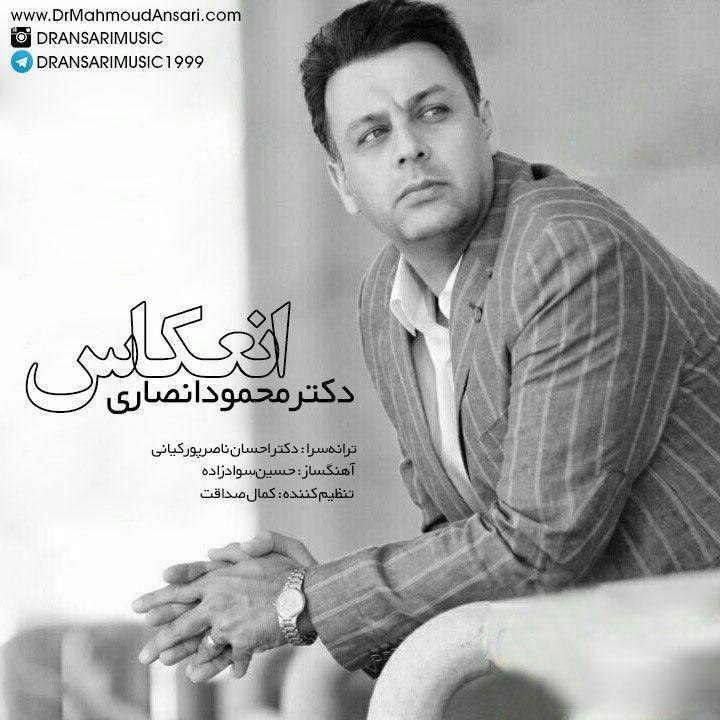 www.DrMahmoudAnsari.com
DRANSARIMUSIC
DRANSARIMUSIC1999
انعکاس
دکتر محمود انصاری
ترانه‌سرا : دکتر احسان ناصرپور کیانی
آهنگساز : حسین سوادزاده
تنظیم کننده : کمال صداقت